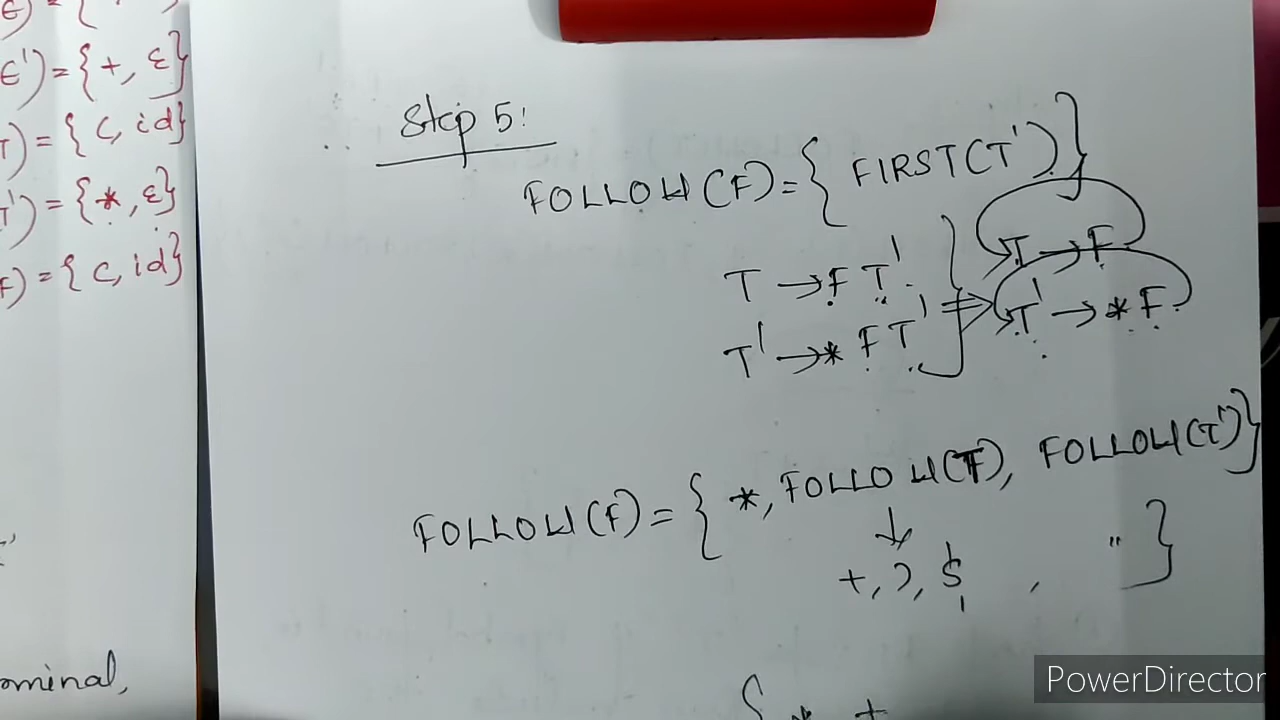 ε) = {
ε') = {+, ε}
T) = {(, id}
T') = {*, ε}
F) = {(, id}
ominal,
Step 5:
FOLLOW(F) = { FIRST(T') }
T → F T'
T' → * F T'
⇒ T → F
T' → * F
FOLLOW(F) = { *, FOLLOW(T), FOLLOW(T') }
↓
+, ), $ , " }
{ * +
PowerDirector